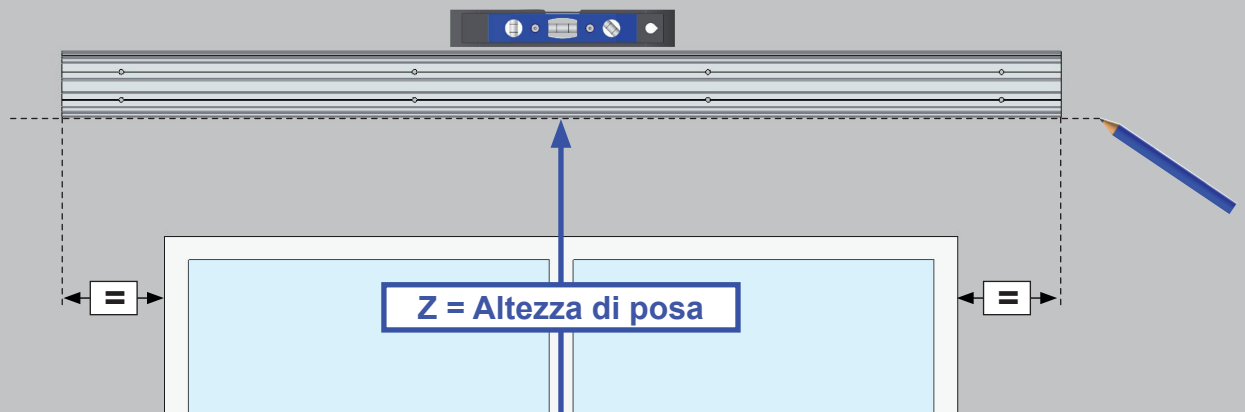 = Z = Altezza di posa =